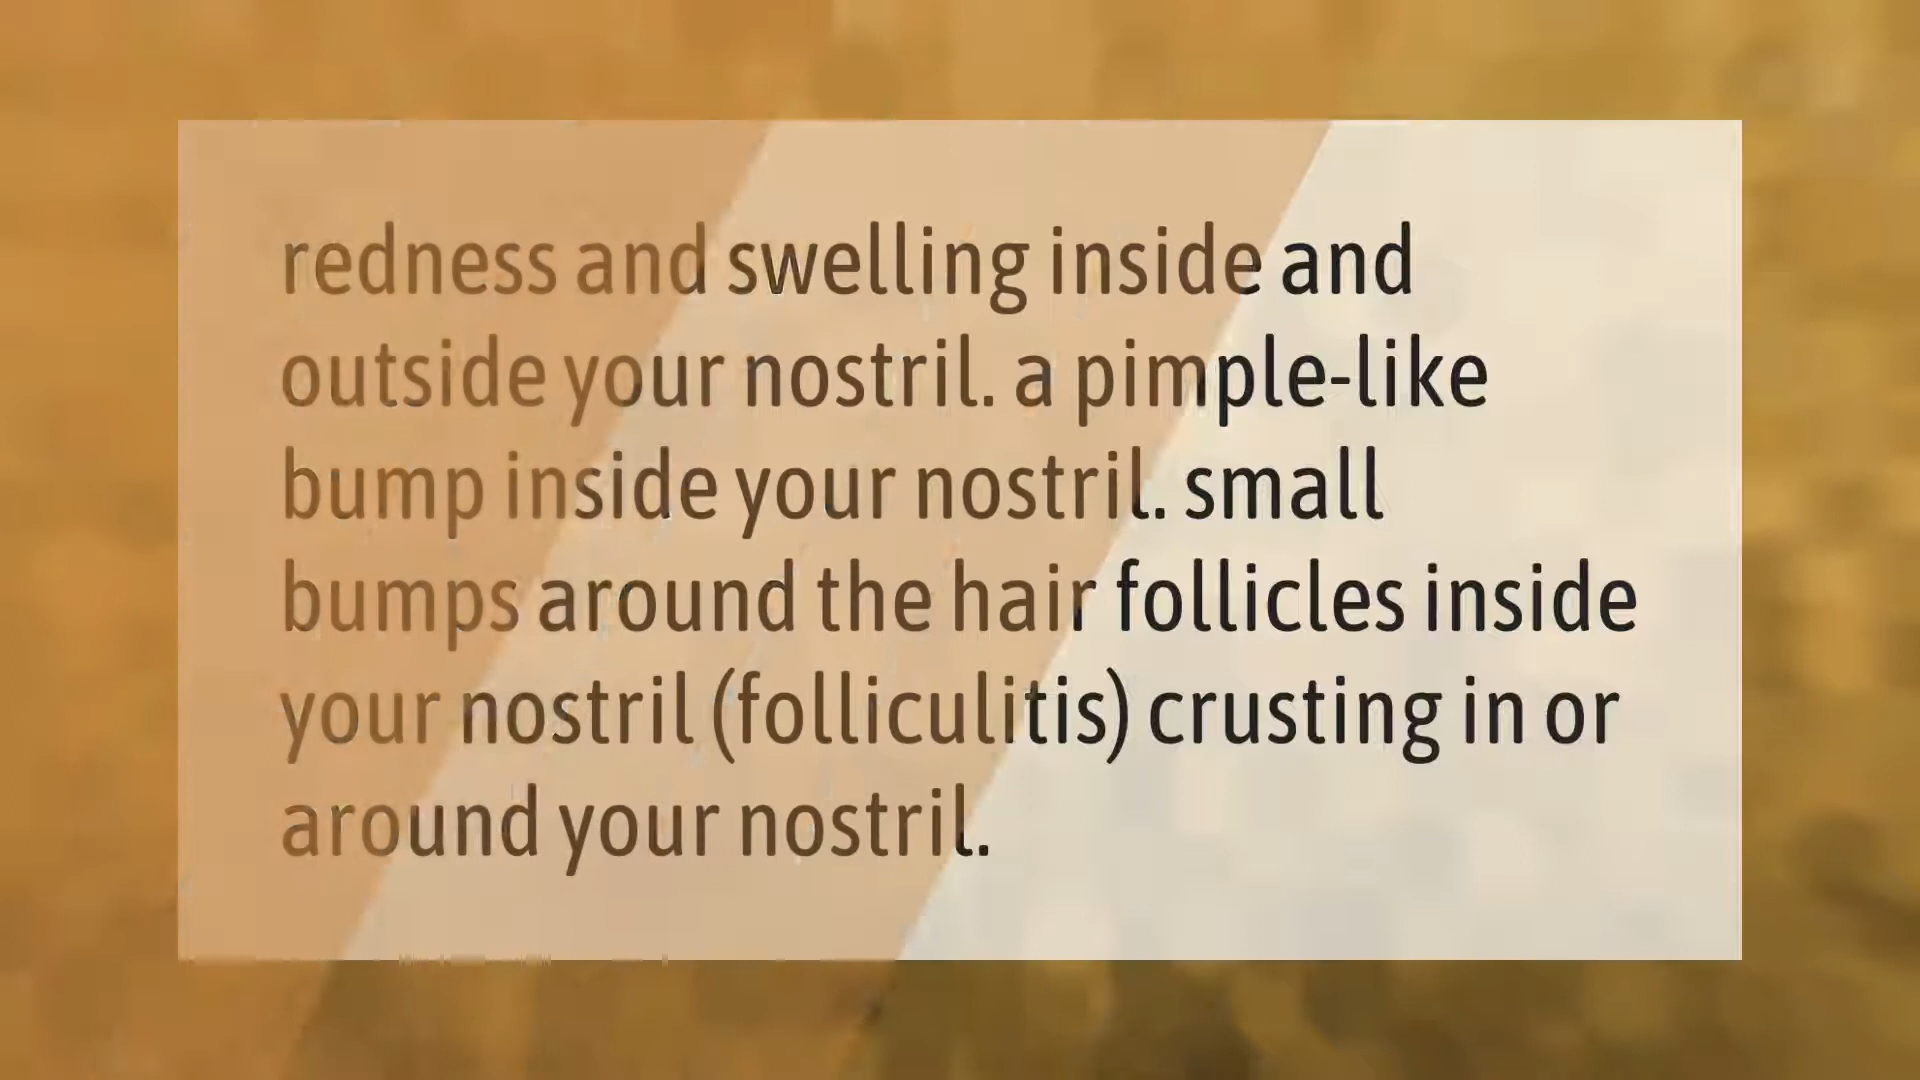 redness and swelling inside and
outside your nostril. a pimple-like
bump inside your nostril. small
bumps around the hair follicles inside
your nostril (folliculitis) crusting in or
around your nostril.